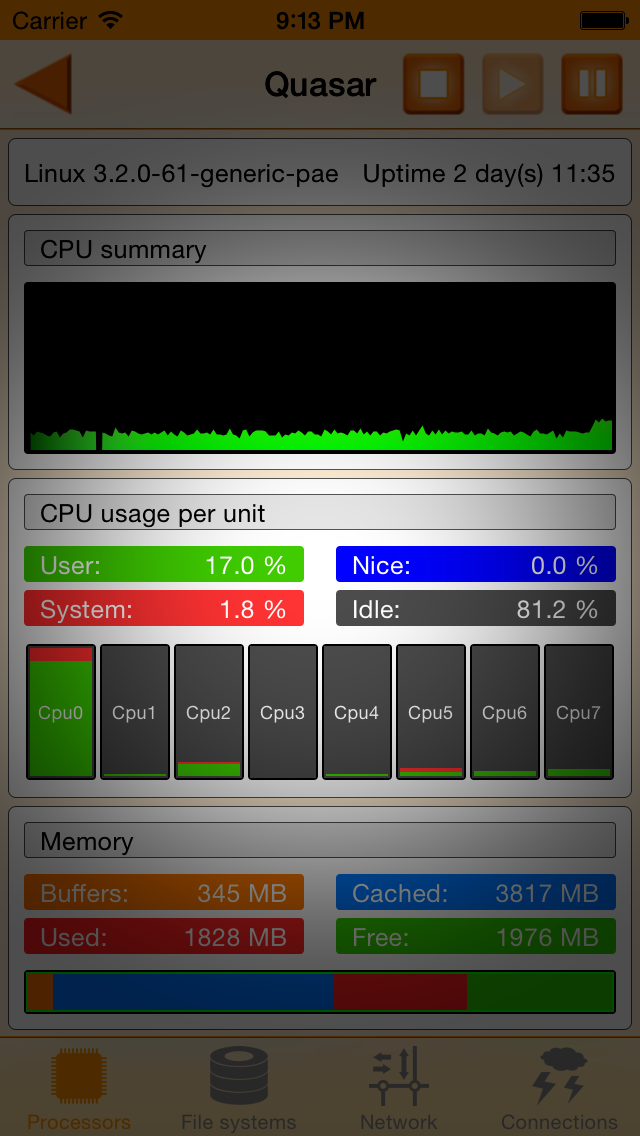 Carrier 9:13 PM
Quasar
Linux 3.2.0-61-generic-pae Uptime 2 day(s) 11:35
CPU summary
CPU usage per unit
User: 17.0 % Nice: 0.0 %
System: 1.8 % Idle: 81.2 %
Cpu0 Cpu1 Cpu2 Cpu3 Cpu4 Cpu5 Cpu6 Cpu7
Memory
Buffers: 345 MB Cached: 3817 MB
Used: 1828 MB Free: 1976 MB
Processors File systems Network Connections